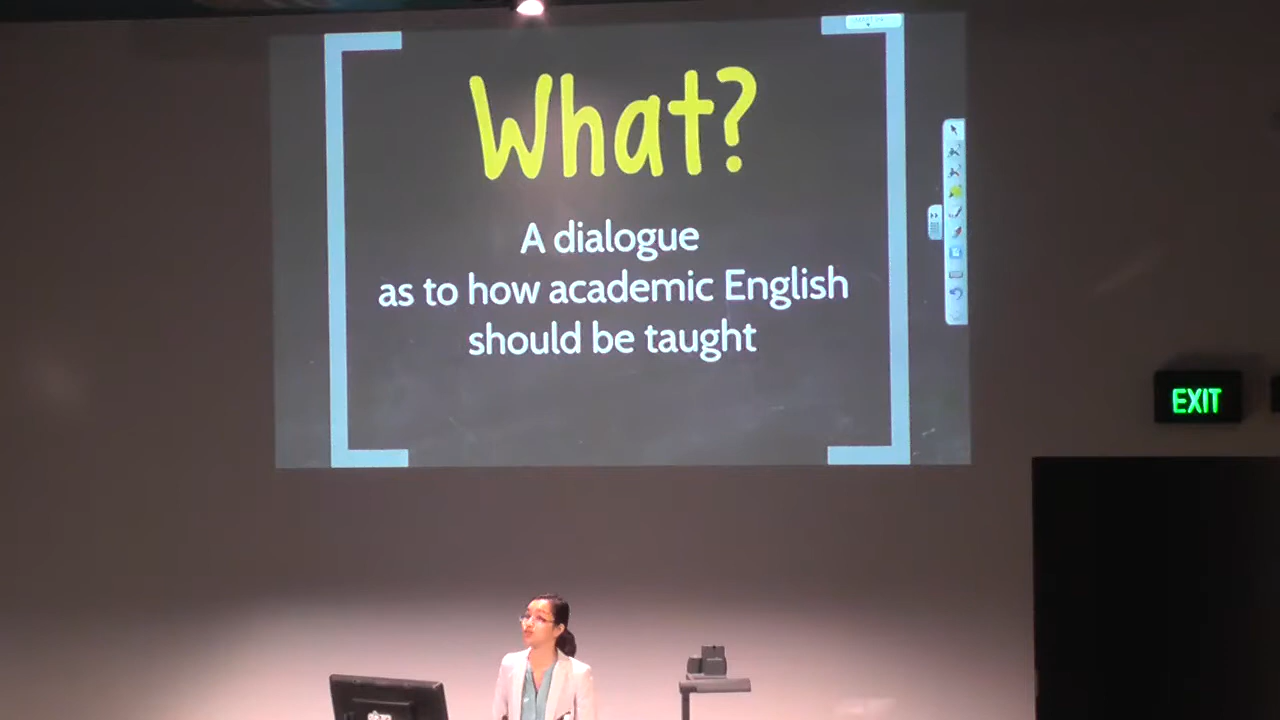 What?
A dialogue
as to how academic English
should be taught
EXIT